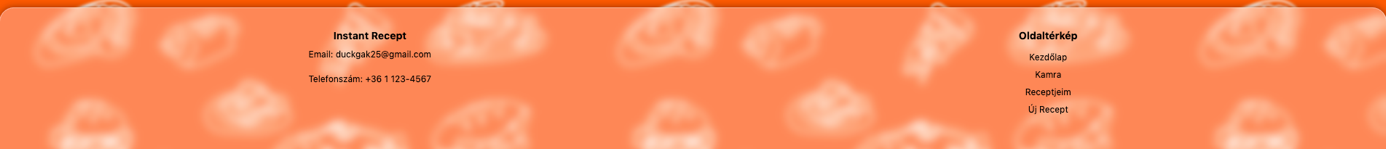 Instant Recept
Email: duckgak25@gmail.com
Telefonszám: +36 1 123-4567
Oldaltérkép
Kezdőlap
Kamra
Receptjeim
Új Recept